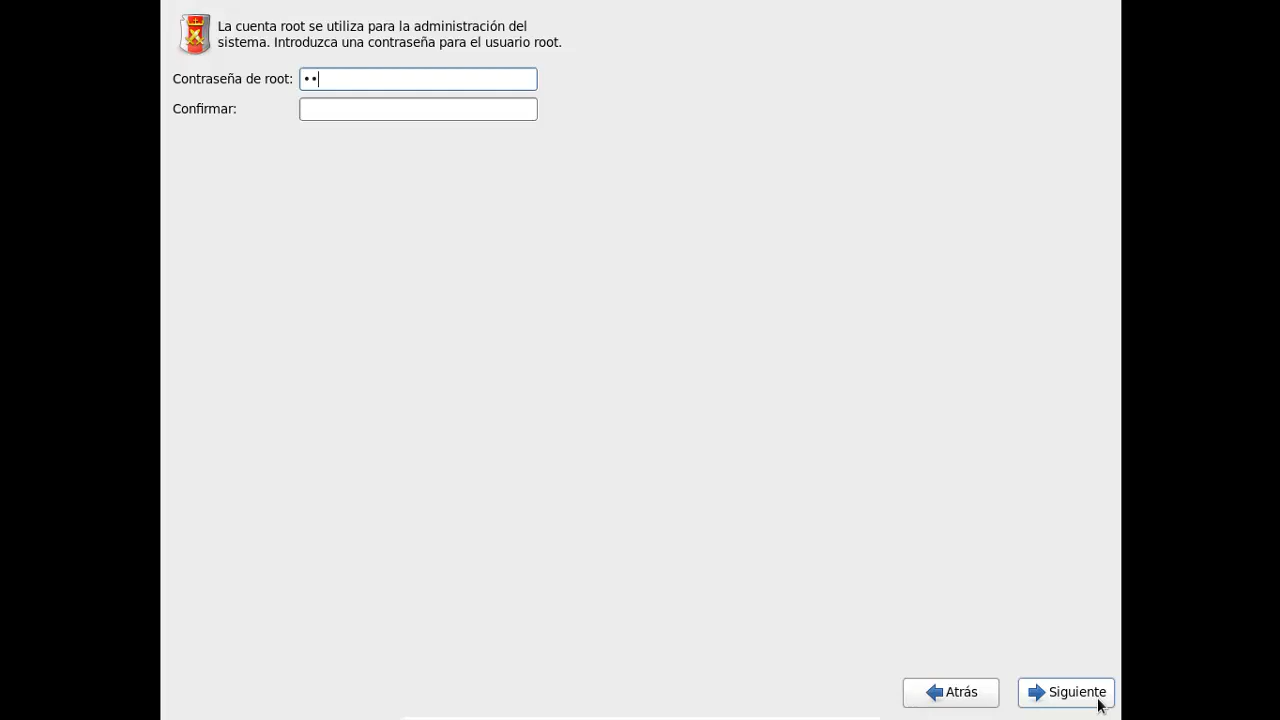 La cuenta root se utiliza para la administración del
sistema. Introduzca una contraseña para el usuario root.
Contraseña de root: ••
Confirmar:
Atrás
Siguiente